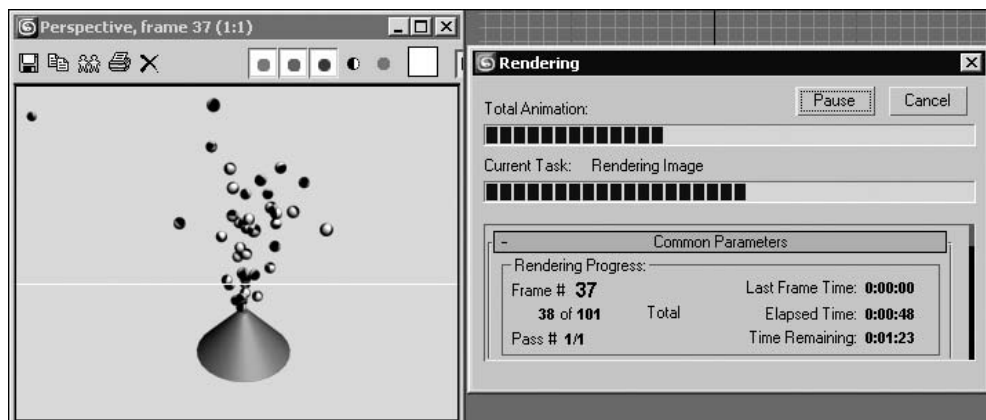 Perspective, frame 37 (1:1)
Rendering
Total Animation:
Pause
Cancel
Current Task: Rendering Image
- Common Parameters
Rendering Progress:
Frame # 37
38 of 101 Total
Pass # 1/1
Last Frame Time: 0:00:00
Elapsed Time: 0:00:48
Time Remaining: 0:01:23